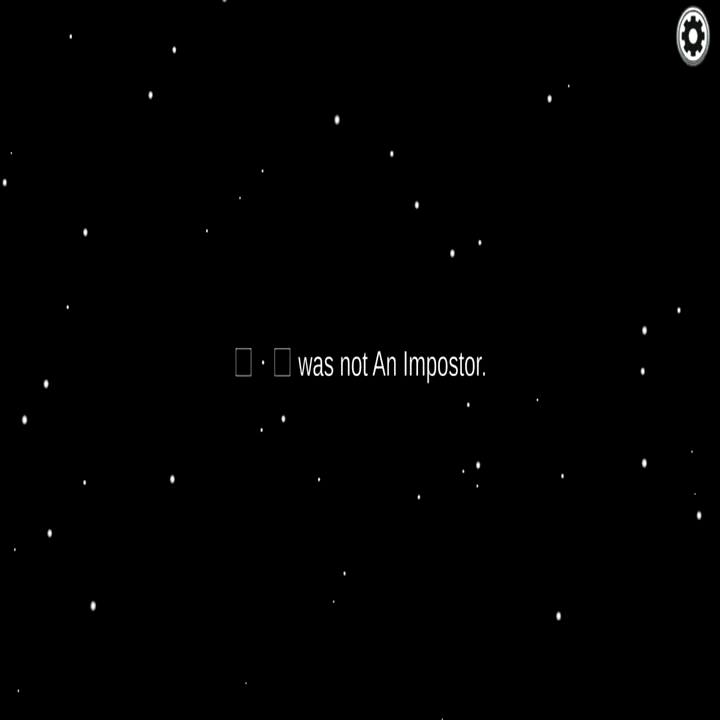 □ · □ was not An Impostor.